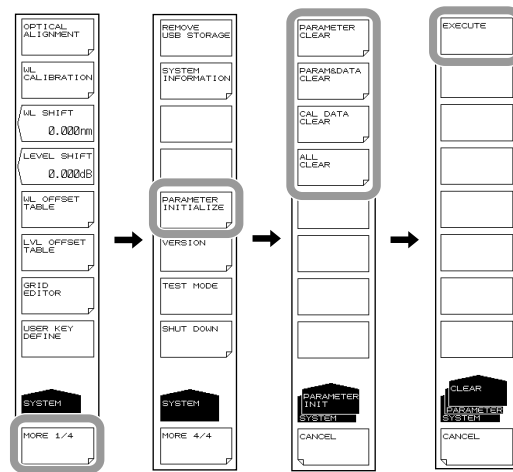 OPTICAL
ALIGNMENT
WL
CALIBRATION
WL SHIFT
0.000nm
LEVEL SHIFT
0.000dB
WL OFFSET
TABLE
LVL OFFSET
TABLE
GRID
EDITOR
USER KEY
DEFINE
SYSTEM
MORE 1/4
REMOVE
USB STORAGE
SYSTEM
INFORMATION
PARAMETER
INITIALIZE
VERSION
TEST MODE
SHUT DOWN
SYSTEM
MORE 4/4
PARAMETER
CLEAR
PARAM&DATA
CLEAR
CAL DATA
CLEAR
ALL
CLEAR
PARAMETER
INIT
SYSTEM
CANCEL
EXECUTE
CLEAR
PARAMETER
SYSTEM
CANCEL